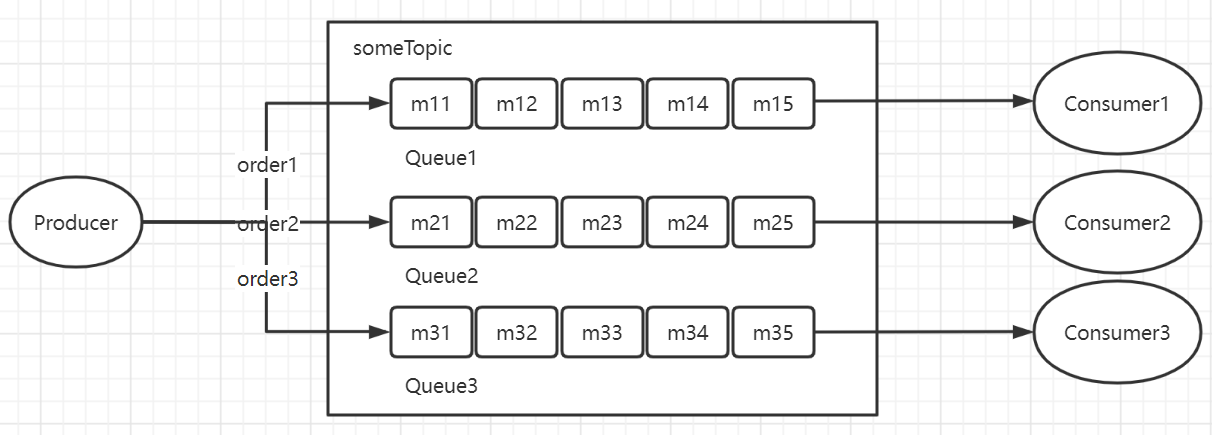 someTopic
m11 m12 m13 m14 m15
Consumer1
Queue1
order1
Producer
order2
m21 m22 m23 m24 m25
Consumer2
Queue2
order3
m31 m32 m33 m34 m35
Consumer3
Queue3